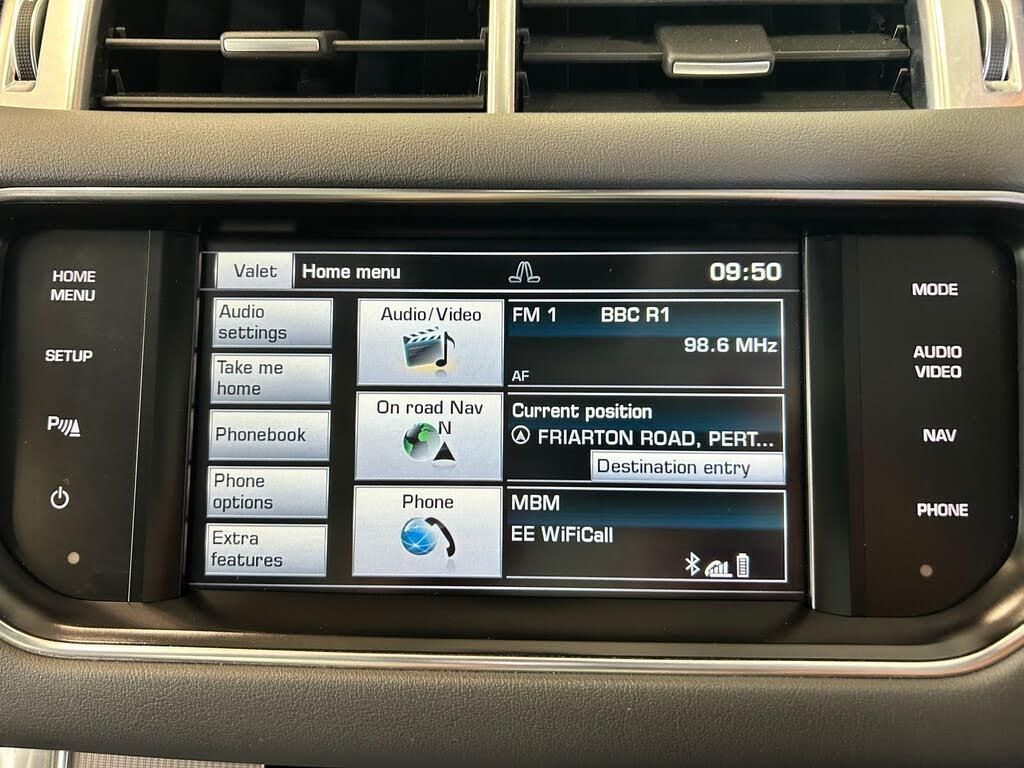 HOME
MENU
SETUP
P
Valet
Home menu
09:50
Audio
settings
Take me
home
Phonebook
Phone
options
Extra
features
Audio/Video
On road Nav
N
Phone
FM 1 BBC R1
98.6 MHz
AF
Current position
FRIARTON ROAD, PERT...
Destination entry
MBM
EE WiFiCall
MODE
AUDIO
VIDEO
NAV
PHONE